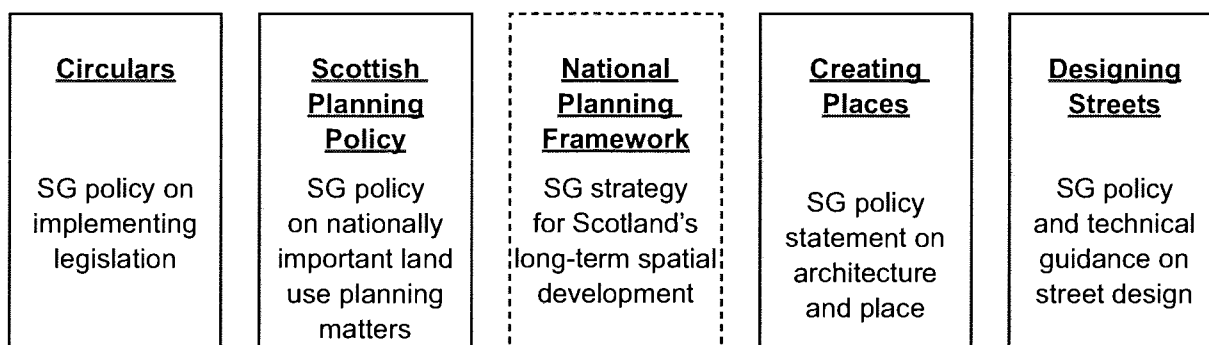 Circulars
SG policy on
implementing
legislation
Scottish
Planning
Policy
SG policy
on nationally
important land
use planning
matters
National
Planning
Framework
SG strategy
for Scotland's
long-term spatial
development
Creating
Places
SG policy
statement on
architecture
and place
Designing
Streets
SG policy
and technical
guidance on
street design